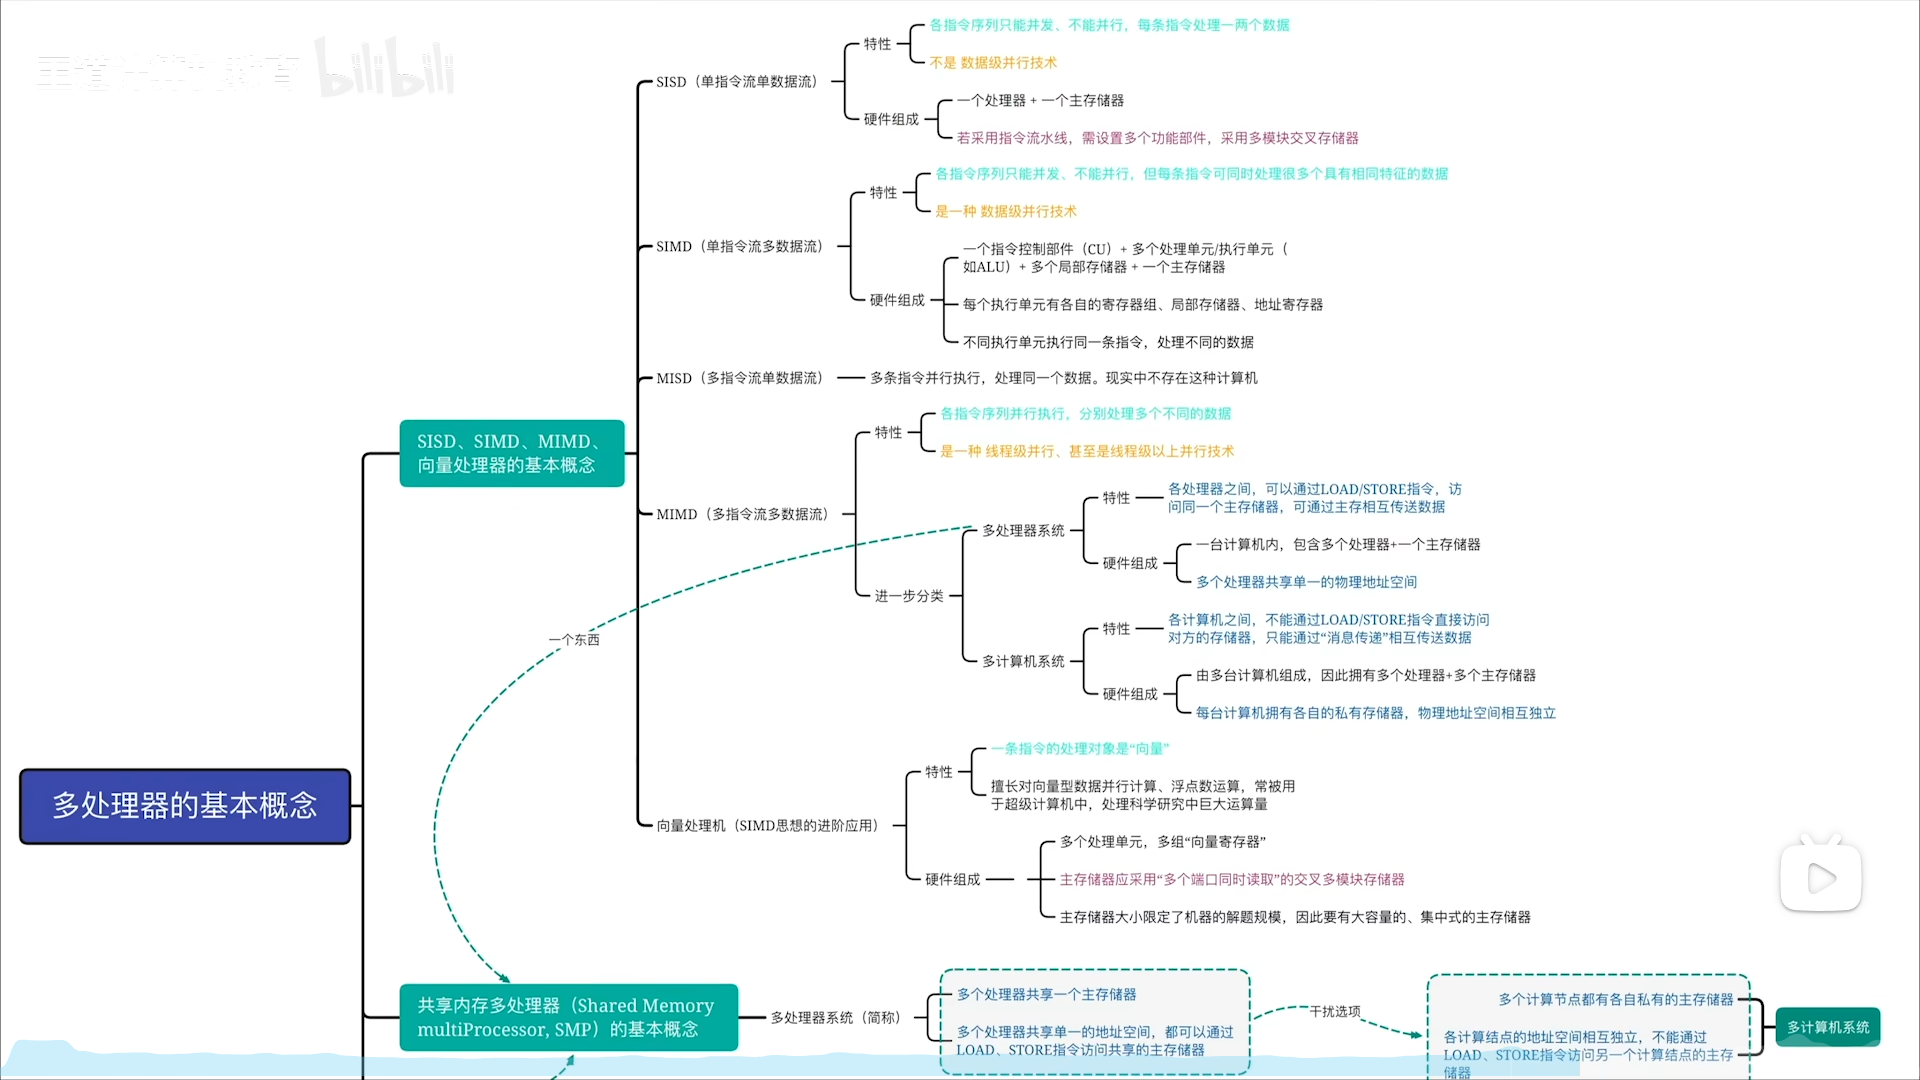 王道计算机教育 bilibili
各指令序列只能并发、不能并行，每条指令处理一两个数据
特性
不是 数据级并行技术
SISD（单指令流单数据流）
一个处理器 + 一个主存储器
硬件组成
若采用指令流水线，需设置多个功能部件，采用多模块交叉存储器
各指令序列只能并发、不能并行，但每条指令可同时处理很多个具有相同特征的数据
特性
是一种 数据级并行技术
SIMD（单指令流多数据流）
一个指令控制部件（CU）+ 多个处理单元/执行单元（
如ALU）+ 多个局部存储器 + 一个主存储器
硬件组成
每个执行单元有各自的寄存器组、局部存储器、地址寄存器
不同执行单元执行同一条指令，处理不同的数据
MISD（多指令流单数据流）
多条指令并行执行，处理同一个数据。现实中不存在这种计算机
SISD、SIMD、MIMD、
向量处理器的基本概念
各指令序列并行执行，分别处理多个不同的数据
特性
是一种 线程级并行、甚至是线程级以上并行技术
MIMD（多指令流多数据流）
各处理器之间，可以通过LOAD/STORE指令，访
问同一个主存储器，可通过主存相互传送数据
特性
多处理器系统
一台计算机内，包含多个处理器+一个主存储器
硬件组成
多个处理器共享单一的物理地址空间
进一步分类
各计算机之间，不能通过LOAD/STORE指令直接访问
对方的存储器，只能通过“消息传递”相互传送数据
特性
多计算机系统
由多台计算机组成，因此拥有多个处理器+多个主存储器
硬件组成
每台计算机拥有各自的私有存储器，物理地址空间相互独立
一个东西
一条指令的处理对象是“向量”
特性
擅长对向量型数据并行计算、浮点数运算，常被用
于超级计算机中，处理科学研究中巨大运算量
向量处理机（SIMD思想的进阶应用）
多个处理单元，多组“向量寄存器”
硬件组成
主存储器应采用“多个端口同时读取”的交叉多模块存储器
主存储器大小限定了机器的解题规模，因此要有大容量的、集中式的主存储器
多处理器的基本概念
共享内存多处理器（Shared Memory
multiProcessor, SMP）的基本概念
多处理器系统（简称）
多个处理器共享一个主存储器
多个处理器共享单一的地址空间，都可以通过
LOAD、STORE指令访问共享的主存储器
干扰选项
多个计算节点都有各自私有的主存储器
各计算结点的地址空间相互独立，不能通过
LOAD、STORE指令访问另一个计算结点的主存
储器
多计算机系统